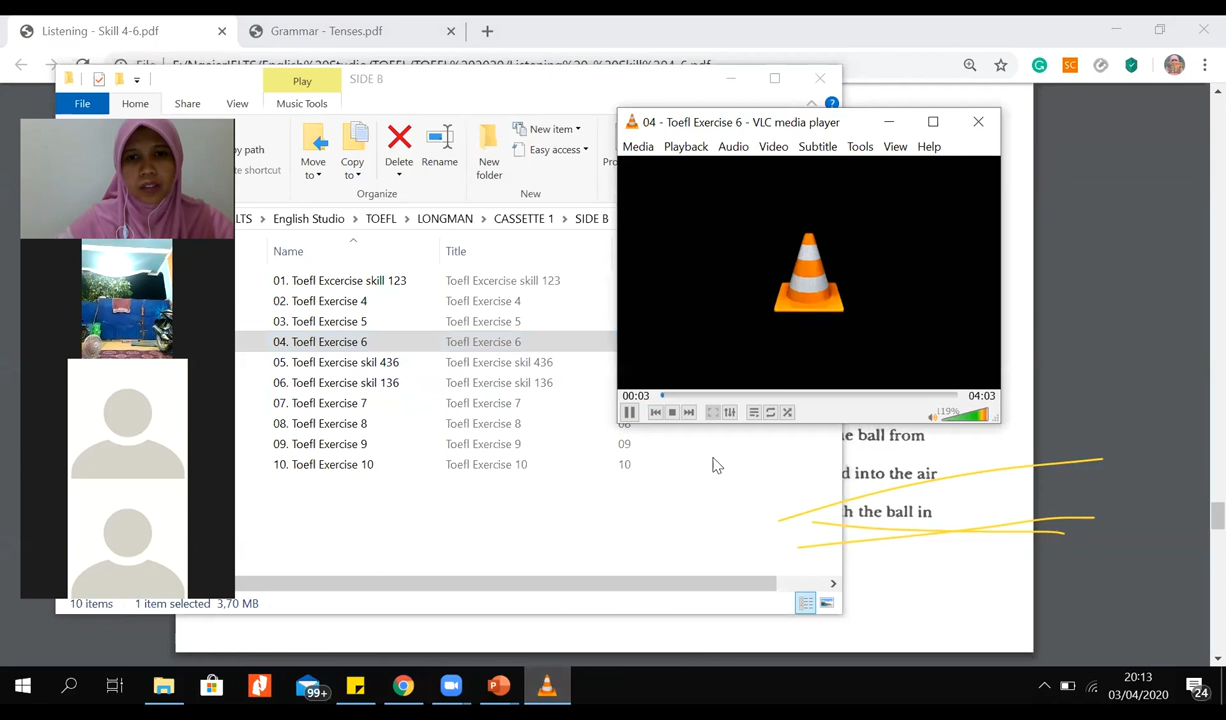 Listening - Skill 4-6.pdf
Grammar - Tenses.pdf
File
SIDE B
Play
File
Home
Share
View
Music Tools
04 - Toefl Exercise 6 - VLC media player
Media
Playback
Audio
Video
Subtitle
Tools
View
Help
by path
te shortcut
Move
to
Copy
to
Delete
Rename
New
folder
New item
Easy access
Organize
New
LTS > English Studio > TOEFL > LONGMAN > CASSETTE 1 > SIDE B
Name
Title
01. Toefl Excercise skill 123
Toefl Excercise skill 123
02. Toefl Exercise 4
Toefl Exercise 4
03. Toefl Exercise 5
Toefl Exercise 5
04. Toefl Exercise 6
Toefl Exercise 6
05. Toefl Exercise skil 436
Toefl Exercise skil 436
06. Toefl Exercise skil 136
Toefl Exercise skil 136
07. Toefl Exercise 7
Toefl Exercise 7
08. Toefl Exercise 8
Toefl Exercise 8
09. Toefl Exercise 9
Toefl Exercise 9
09
10. Toefl Exercise 10
Toefl Exercise 10
10
00:03
04:03
119%
ball from
into the air
the ball in
10 items
1 item selected 3,70 MB
99+
20:13
03/04/2020
24
SC